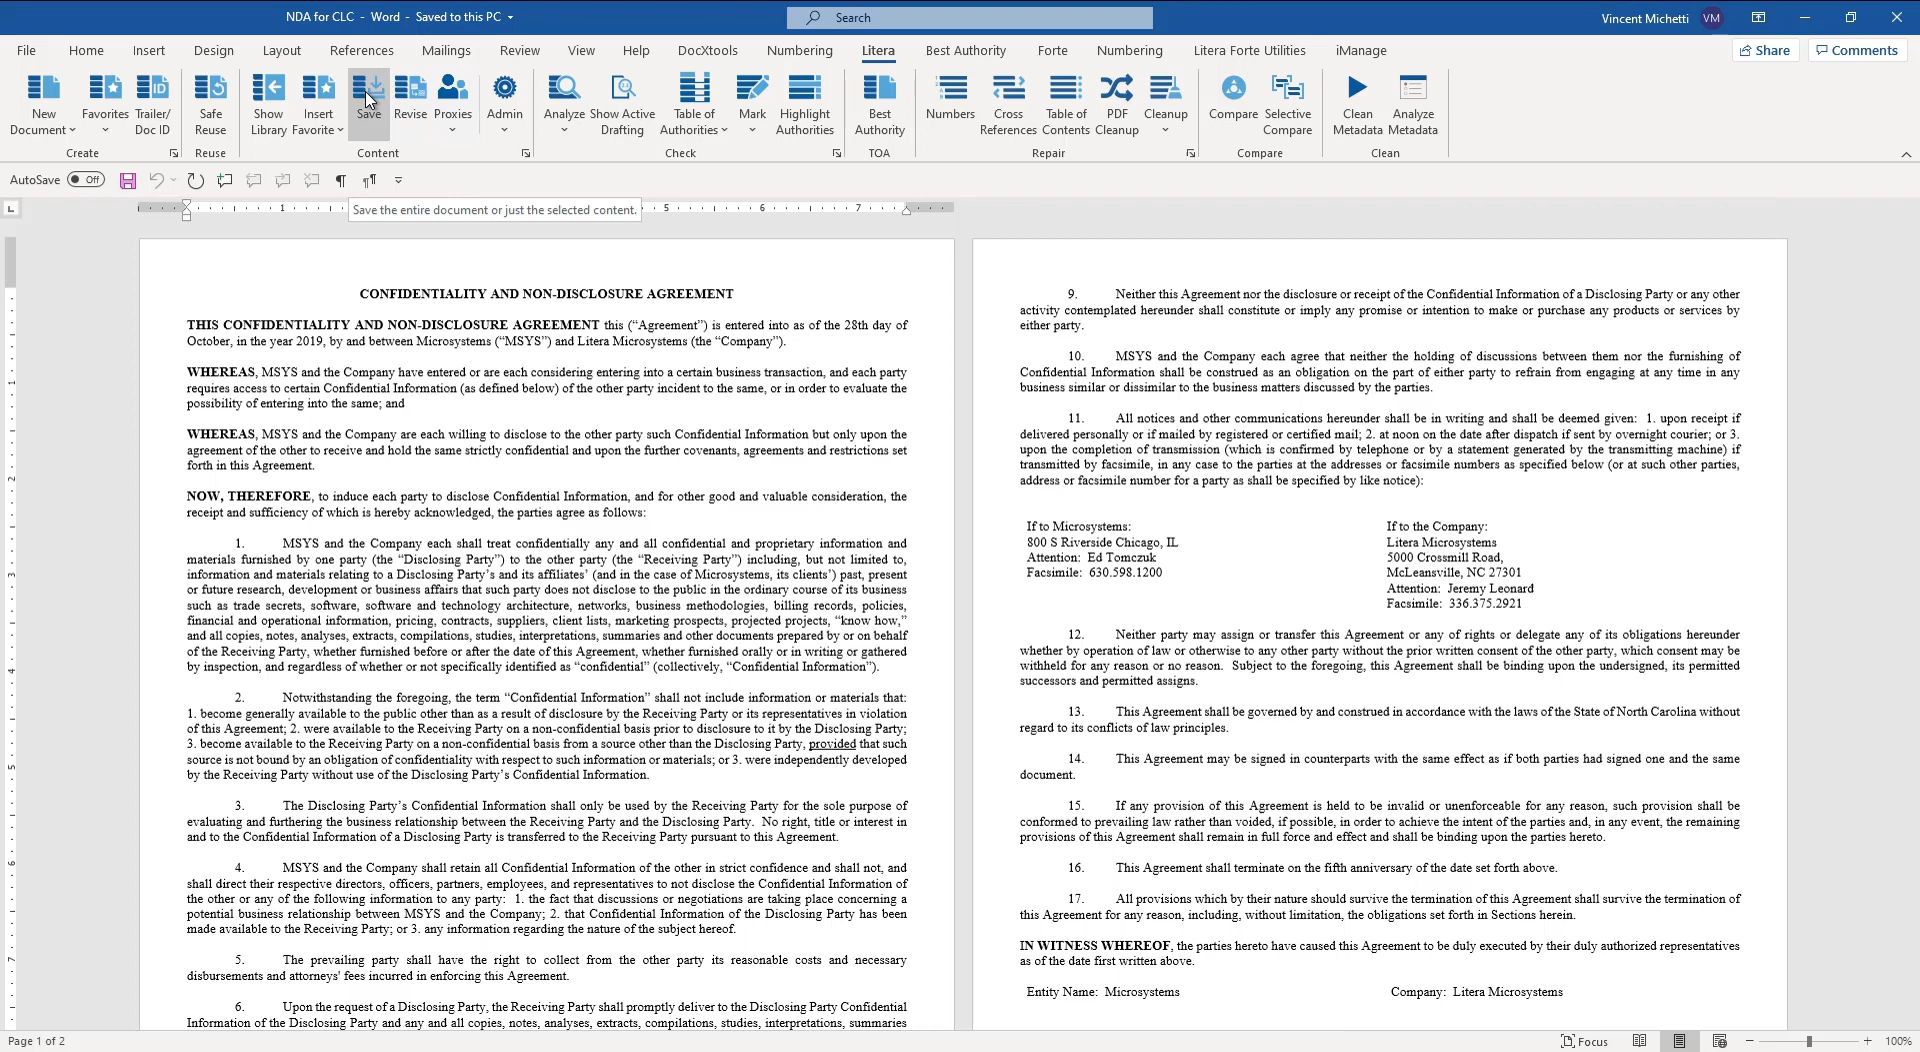 NDA for CLC - Word - Saved to this PC
Search
Vincent Michetti VM
File Home Insert Design Layout References Mailings Review View Help DocXtools Numbering Litera Best Authority Forte Numbering Litera Forte Utilities iManage
Share Comments
New Document
Favorites
Trailer/ Doc ID
Create
Safe Reuse
Reuse
Show Library
Insert Favorite
Save
Revise
Proxies
Admin
Content
Analyze
Show Active Drafting
Table of Authorities
Mark
Highlight Authorities
Check
Best Authority
TOA
Numbers
Cross References
Table of Contents
PDF Cleanup
Cleanup
Repair
Compare
Selective Compare
Compare
Clean Metadata
Analyze Metadata
Clean
AutoSave Off
Save the entire document or just the selected content.
1 5 6 7
CONFIDENTIALITY AND NON-DISCLOSURE AGREEMENT
THIS CONFIDENTIALITY AND NON-DISCLOSURE AGREEMENT this (“Agreement”) is entered into as of the 28th day of
October, in the year 2019, by and between Microsystems (“MSYS”) and Litera Microsystems (the “Company”).
WHEREAS, MSYS and the Company have entered or are each considering entering into a certain business transaction, and each party
requires access to certain Confidential Information (as defined below) of the other party incident to the same, or in order to evaluate the
possibility of entering into the same; and
WHEREAS, MSYS and the Company are each willing to disclose to the other party such Confidential Information but only upon the
agreement of the other to receive and hold the same strictly confidential and upon the further covenants, agreements and restrictions set
forth in this Agreement.
NOW, THEREFORE, to induce each party to disclose Confidential Information, and for other good and valuable consideration, the
receipt and sufficiency of which is hereby acknowledged, the parties agree as follows:
1. MSYS and the Company each shall treat confidentially any and all confidential and proprietary information and
materials furnished by one party (the “Disclosing Party”) to the other party (the “Receiving Party”) including, but not limited to,
information and materials relating to a Disclosing Party’s and its affiliates’ (and in the case of Microsystems, its clients’) past, present
or future research, development or business affairs that such party does not disclose to the public in the ordinary course of its business
such as trade secrets, software, software and technology architecture, networks, business methodologies, billing records, policies,
financial and operational information, pricing, contracts, suppliers, client lists, marketing prospects, projected projects, “know how,”
and all copies, notes, analyses, extracts, compilations, studies, interpretations, summaries and other documents prepared by or on behalf
of the Receiving Party, whether furnished before or after the date of this Agreement, whether furnished orally or in writing or gathered
by inspection, and regardless of whether or not specifically identified as “confidential” (collectively, “Confidential Information”).
2. Notwithstanding the foregoing, the term “Confidential Information” shall not include information or materials that:
1. become generally available to the public other than as a result of disclosure by the Receiving Party or its representatives in violation
of this Agreement; 2. were available to the Receiving Party on a non-confidential basis prior to disclosure to it by the Disclosing Party;
3. become available to the Receiving Party on a non-confidential basis from a source other than the Disclosing Party, provided that such
source is not bound by an obligation of confidentiality with respect to such information or materials; or 3. were independently developed
by the Receiving Party without use of the Disclosing Party’s Confidential Information.
3. The Disclosing Party’s Confidential Information shall only be used by the Receiving Party for the sole purpose of
evaluating and furthering the business relationship between the Receiving Party and the Disclosing Party. No right, title or interest in
and to the Confidential Information of a Disclosing Party is transferred to the Receiving Party pursuant to this Agreement.
4. MSYS and the Company shall retain all Confidential Information of the other in strict confidence and shall not, and
shall direct their respective directors, officers, partners, employees, and representatives to not disclose the Confidential Information of
the other or any of the following information to any party: 1. the fact that discussions or negotiations are taking place concerning a
potential business relationship between MSYS and the Company; 2. that Confidential Information of the Disclosing Party has been
made available to the Receiving Party; or 3. any information regarding the nature of the subject hereof.
5. The prevailing party shall have the right to collect from the other party its reasonable costs and necessary
disbursements and attorneys' fees incurred in enforcing this Agreement.
6. Upon the request of a Disclosing Party, the Receiving Party shall promptly deliver to the Disclosing Party Confidential
Information of the Disclosing Party and any and all copies, notes, analyses, extracts, compilations, studies, interpretations, summaries
9. Neither this Agreement nor the disclosure or receipt of the Confidential Information of a Disclosing Party or any other
activity contemplated hereunder shall constitute or imply any promise or intention to make or purchase any products or services by
either party.
10. MSYS and the Company each agree that neither the holding of discussions between them nor the furnishing of
Confidential Information shall be construed as an obligation on the part of either party to refrain from engaging at any time in any
business similar or dissimilar to the business matters discussed by the parties.
11. All notices and other communications hereunder shall be in writing and shall be deemed given: 1. upon receipt if
delivered personally or if mailed by registered or certified mail; 2. at noon on the date after dispatch if sent by overnight courier; or 3.
upon the completion of transmission (which is confirmed by telephone or by a statement generated by the transmitting machine) if
transmitted by facsimile, in any case to the parties at the addresses or facsimile numbers as specified below (or at such other parties,
address or facsimile number for a party as shall be specified by like notice):
If to Microsystems:
800 S Riverside Chicago, IL
Attention: Ed Tomczuk
Facsimile: 630.598.1200
If to the Company:
Litera Microsystems
5000 Crossmill Road,
McLeansville, NC 27301
Attention: Jeremy Leonard
Facsimile: 336.375.2921
12. Neither party may assign or transfer this Agreement or any of rights or delegate any of its obligations hereunder
whether by operation of law or otherwise to any other party without the prior written consent of the other party, which consent may be
withheld for any reason or no reason. Subject to the foregoing, this Agreement shall be binding upon the undersigned, its permitted
successors and permitted assigns.
13. This Agreement shall be governed by and construed in accordance with the laws of the State of North Carolina without
regard to its conflicts of law principles.
14. This Agreement may be signed in counterparts with the same effect as if both parties had signed one and the same
document.
15. If any provision of this Agreement is held to be invalid or unenforceable for any reason, such provision shall be
conformed to prevailing law rather than voided, if possible, in order to achieve the intent of the parties and, in any event, the remaining
provisions of this Agreement shall remain in full force and effect and shall be binding upon the parties hereto.
16. This Agreement shall terminate on the fifth anniversary of the date set forth above.
17. All provisions which by their nature should survive the termination of this Agreement shall survive the termination of
this Agreement for any reason, including, without limitation, the obligations set forth in Sections herein.
IN WITNESS WHEREOF, the parties hereto have caused this Agreement to be duly executed by their duly authorized representatives
as of the date first written above.
Entity Name: Microsystems
Company: Litera Microsystems
Page 1 of 2
Focus
100%